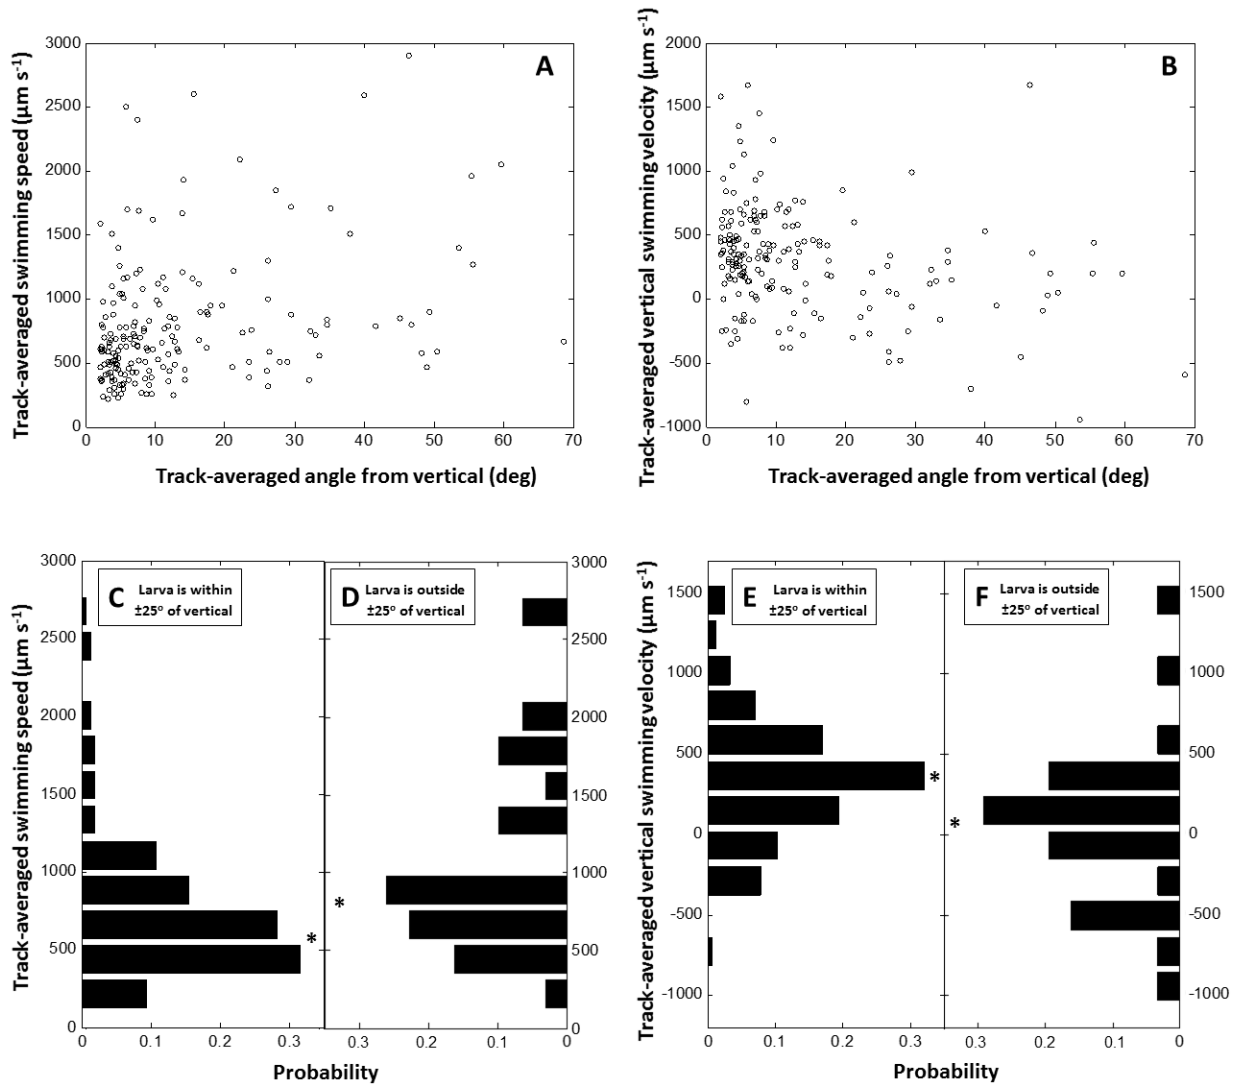 A
B
Track-averaged swimming speed (µm s-1)
3000
2500
2000
1500
1000
500
0
0 10 20 30 40 50 60 70
Track-averaged angle from vertical (deg)
Track-averaged vertical swimming velocity (µm s-1)
2000
1500
1000
500
0
-500
-1000
0 10 20 30 40 50 60 70
Track-averaged angle from vertical (deg)
Track-averaged swimming speed (µm s-1)
3000
2500
2000
1500
1000
500
0
C
Larva is within
±25° of vertical
*
0 0.1 0.2 0.3
D
Larva is outside
±25° of vertical
*
3000
2500
2000
1500
1000
500
0
0.3 0.2 0.1 0
Probability
Track-averaged vertical swimming velocity (µm s-1)
1500
1000
500
0
-500
-1000
E
Larva is within
±25° of vertical
*
0 0.1 0.2 0.3
F
Larva is outside
±25° of vertical
*
1500
1000
500
0
-500
-1000
0.3 0.2 0.1 0
Probability